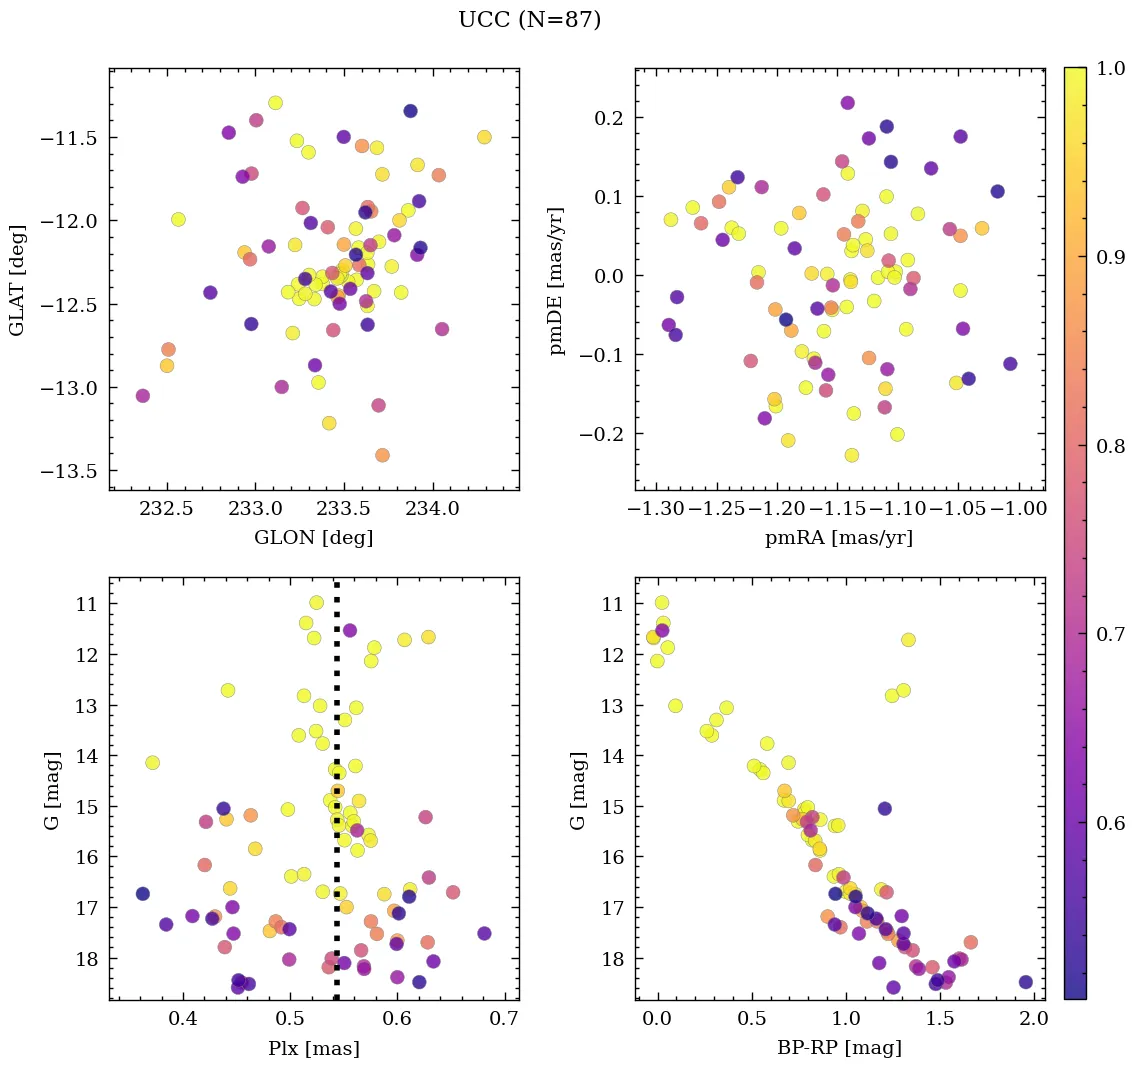 UCC (N=87)
−11.5
−12.0
−12.5
−13.0
−13.5
GLAT [deg]
232.5 233.0 233.5 234.0
GLON [deg]
0.2
0.1
0.0
−0.1
−0.2
pmDE [mas/yr]
−1.30 −1.25 −1.20 −1.15 −1.10 −1.05 −1.00
pmRA [mas/yr]
11
12
13
14
15
16
17
18
G [mag]
0.4 0.5 0.6 0.7
Plx [mas]
11
12
13
14
15
16
17
18
G [mag]
0.0 0.5 1.0 1.5 2.0
BP-RP [mag]
1.0
0.9
0.8
0.7
0.6